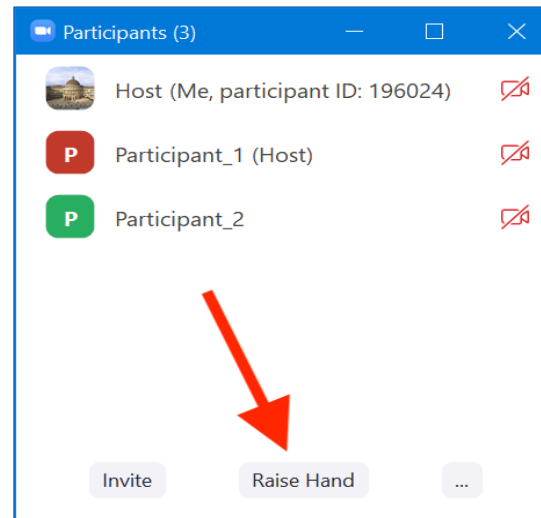 Participants (3)
Host (Me, participant ID: 196024)
P
Participant_1 (Host)
P
Participant_2
Invite
Raise Hand
...